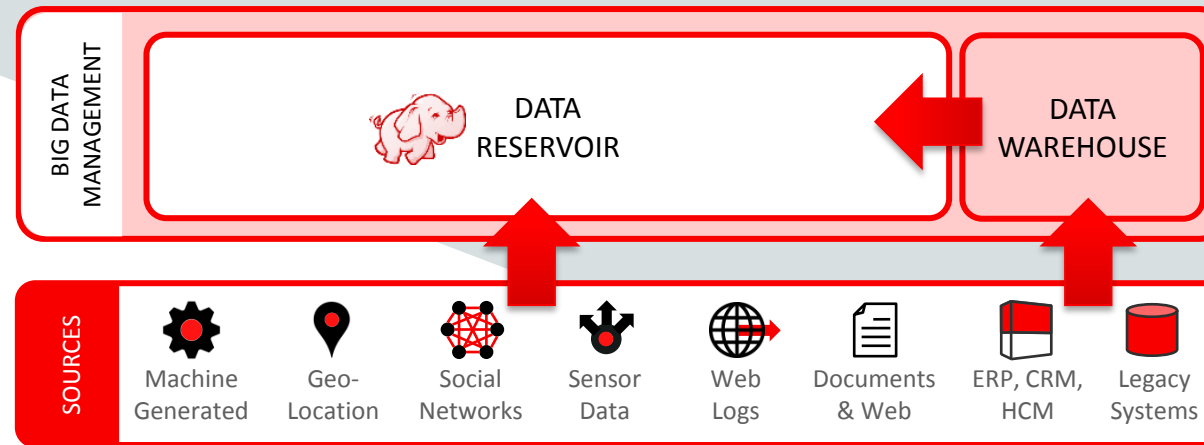 BIG DATA
MANAGEMENT
DATA
RESERVOIR
DATA
WAREHOUSE
SOURCES
Machine
Generated
Geo-
Location
Social
Networks
Sensor
Data
Web
Logs
Documents
& Web
ERP, CRM,
HCM
Legacy
Systems